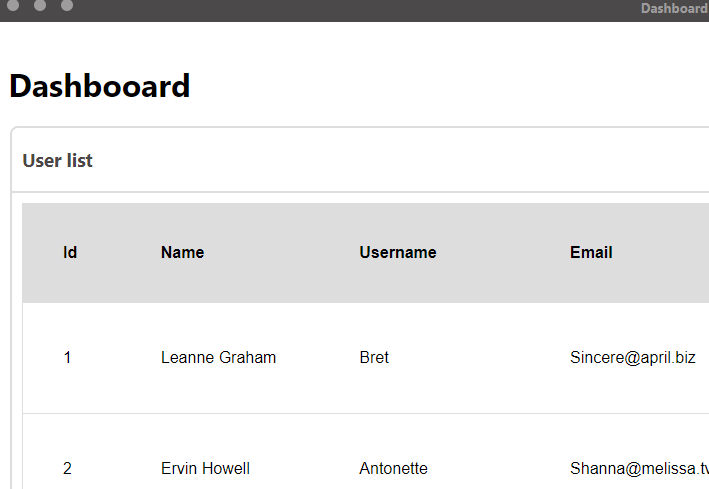 Dashboard
Dashbooard
User list
Id Name Username Email
1 Leanne Graham Bret Sincere@april.biz
2 Ervin Howell Antonette Shanna@melissa.tv